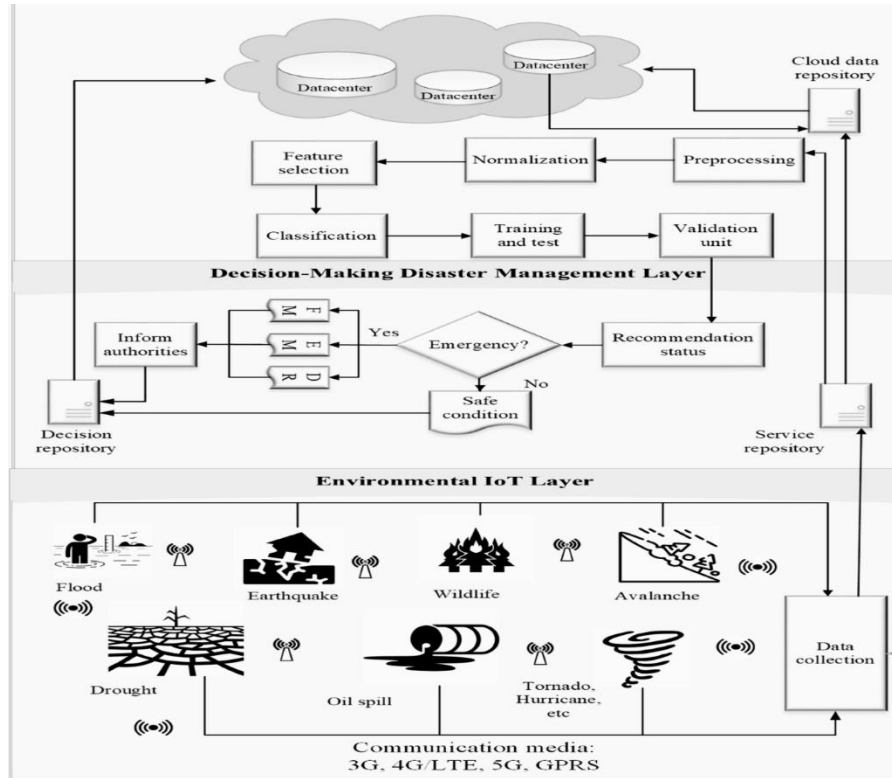 Datacenter
Datacenter
Datacenter
Cloud data
repository
Feature
selection
Normalization
Preprocessing
Classification
Training
and test
Validation
unit
Decision-Making Disaster Management Layer
Inform
authorities
F M
E M
D R
Yes
Emergency?
Recommendation
status
No
Safe
condition
Decision
repository
Service
repository
Environmental IoT Layer
Flood
Earthquake
Wildlife
Avalanche
Data
collection
Drought
Oil spill
Tornado,
Hurricane,
etc
Communication media:
3G, 4G/LTE, 5G, GPRS